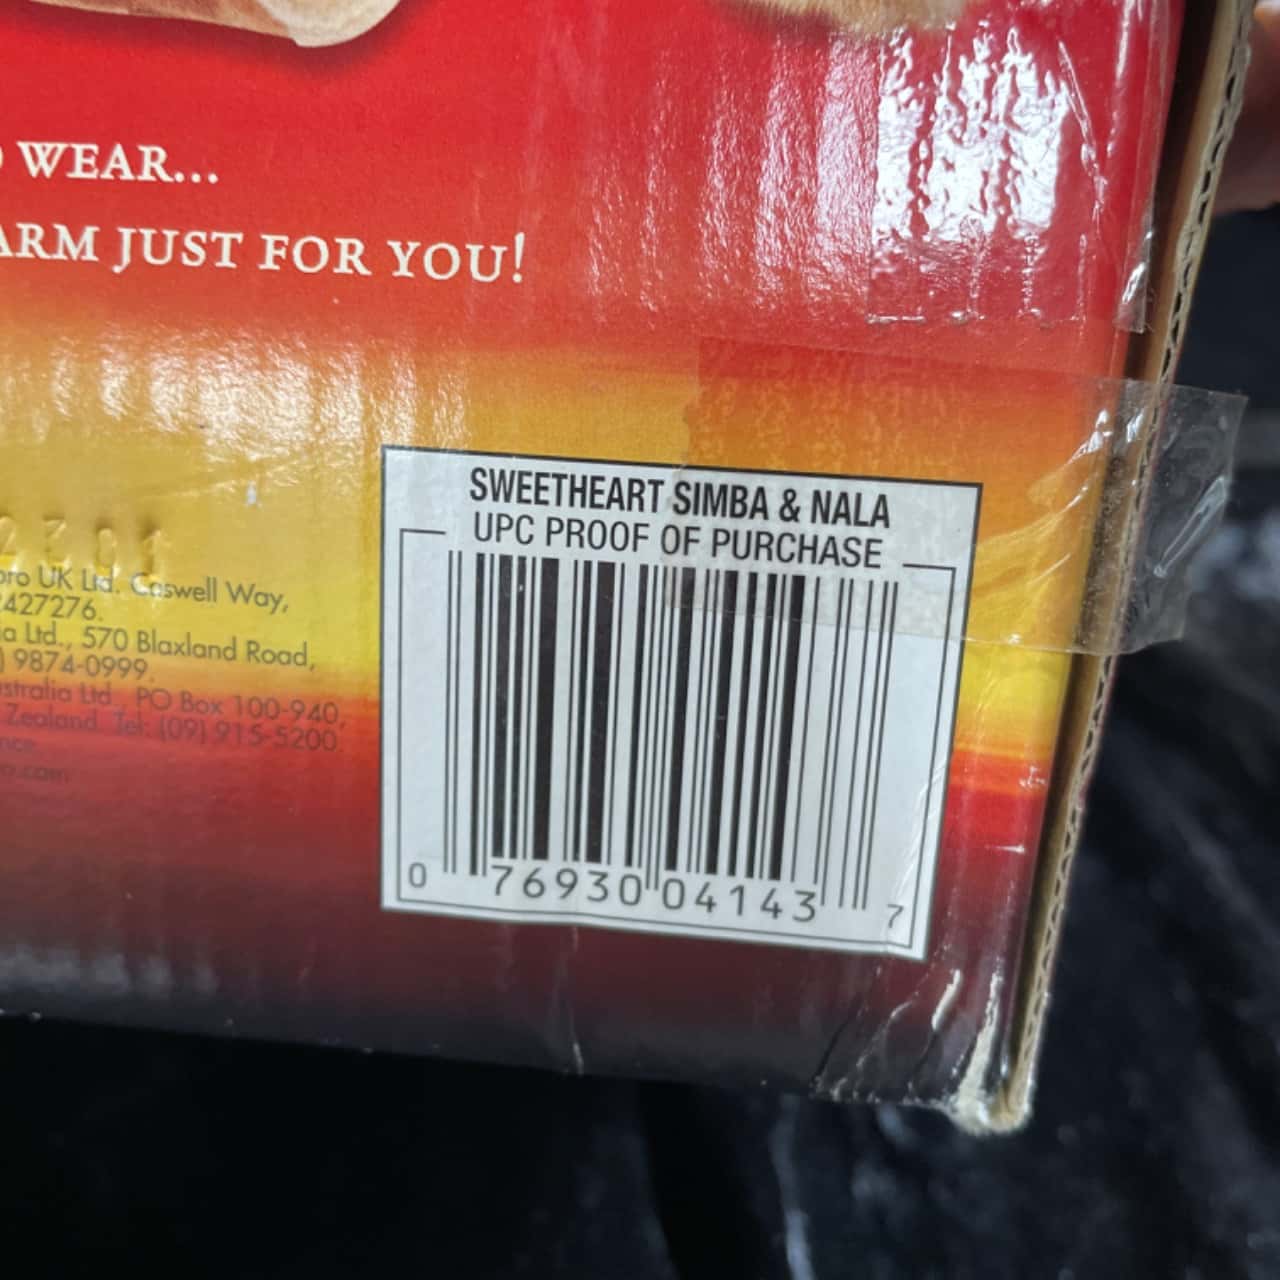 WEAR...
ARM JUST FOR YOU!
SWEETHEART SIMBA & NALA
UPC PROOF OF PURCHASE
0 76930 04143 7
UK Ltd. Caswell Way,
427276.
Ltd., 570 Blaxland Road,
) 9874-0999.
Ltd., PO Box 100-940,
Zealand. Tel: (09) 915-5200.
.com